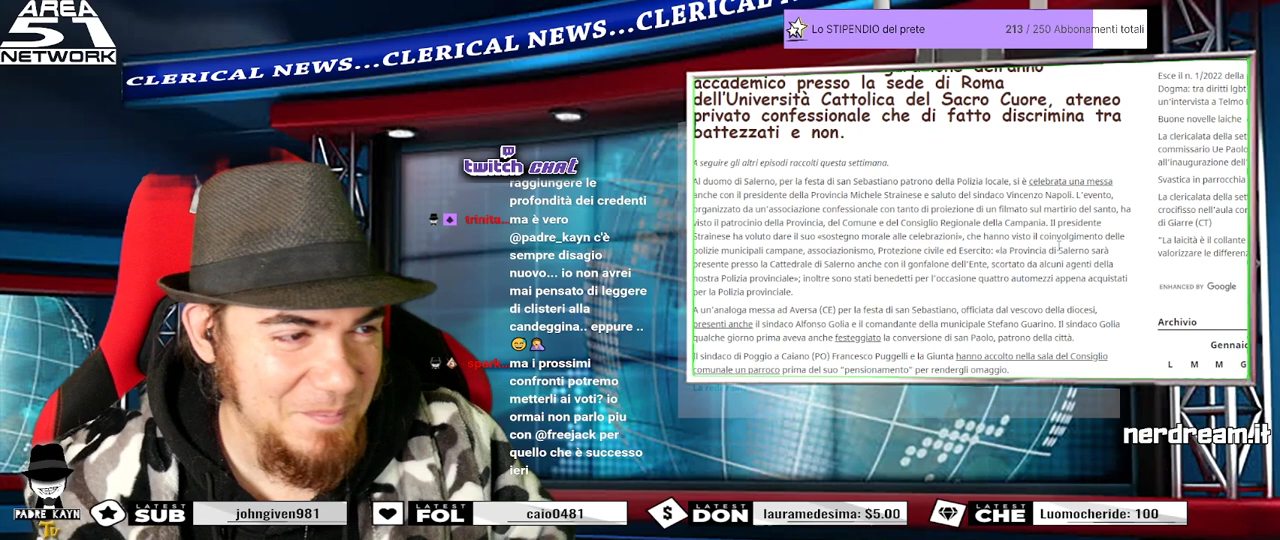 AREA
51
NETWORK
CLERICAL NEWS...CLERICAL NEWS...CLERICAL NEWS
Lo STIPENDIO del prete 213 / 250 Abbonamenti totali
accademico presso la sede di Roma
dell'Università Cattolica del Sacro Cuore, ateneo
privato confessionale che di fatto discrimina tra
battezzati e non.
A seguire gli altri episodi raccolti questa settimana.
Al duomo di Salerno, per la festa di san Sebastiano patrono della Polizia locale, si è celebrata una messa
anche con il presidente della Provincia Michele Strainese e saluto del sindaco Vincenzo Napoli. L'evento,
organizzato da un'associazione confessionale con tanto di proiezione di un filmato sul martirio del santo, ha
visto il patrocinio della Provincia, del Comune e del Consiglio Regionale della Campania. Il presidente
Strainese ha voluto dare il suo «sostegno morale alle celebrazioni», che hanno visto il coinvolgimento delle
polizie municipali campane, associazionismo, Protezione civile ed Esercito: «la Provincia di Salerno sarà
presente presso la Cattedrale di Salerno anche con il gonfalone dell'Ente, scortato da alcuni agenti della
nostra Polizia provinciale»; inoltre sono stati benedetti per l'occasione quattro automezzi appena acquistati
per la Polizia provinciale.
A un'analoga messa ad Aversa (CE) per la festa di san Sebastiano, officiata dal vescovo della diocesi,
presenti anche il sindaco Alfonso Golia e il comandante della municipale Stefano Guarino. Il sindaco Golia
qualche giorno prima aveva anche festeggiato la conversione di san Paolo, patrono della città.
Il sindaco di Poggio a Caiano (PO) Francesco Puggelli e la Giunta hanno accolto nella sala del Consiglio
comunale un parroco prima del suo "pensionamento" per rendergli omaggio.
Esce il n. 1/2022 della
Dogma: tra diritti lgbt
un'intervista a Telmo
Buone novelle laiche
La clericalata della set
commissario Ue Paolo
all'inaugurazione dell'
Svastica in parrocchia
La clericalata della set
crocifisso nell'aula co
di Giarre (CT)
"La laicità è il collante
valorizzare le differen
ENHANCED BY Google
Archivio
Gennaio
L M M G
twitch CHAT
raggiungere le
profondità dei credenti
trinita... ma è vero
@padre_kayn c'è
sempre disagio
nuovo... io non avrei
mai pensato di leggere
di clisteri alla
candeggina.. eppure ..
😅🤦
spark... ma i prossimi
confronti potremo
metterli ai voti? io
ormai non parlo piu
con @freejack per
quello che è successo
ieri
nerdream.it
PADRE KAYN
Tv
LATEST SUB johngiven981
LATEST FOL caio0481
LATEST DON lauramedesima: $5.00
LATEST CHE Luomocheride: 100